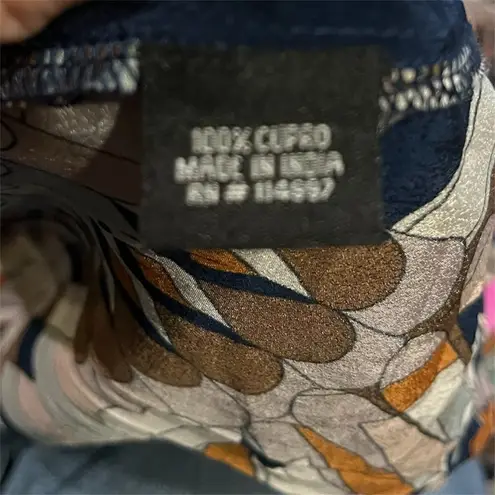 100% CUPRO
MADE IN INDIA
RN # 114997